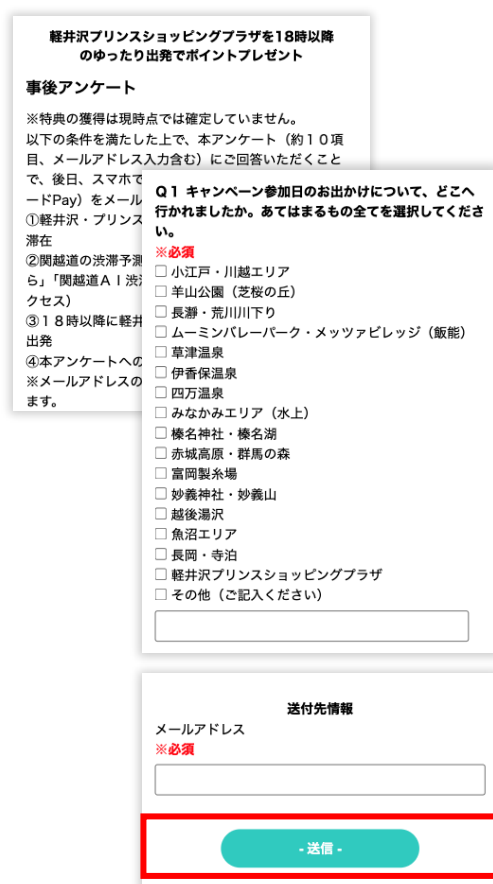 軽井沢プリンスショッピングプラザを18時以降
のゆったり出発でポイントプレゼント
事後アンケート
※特典の獲得は現時点では確定していません。
以下の条件を満たした上で、本アンケート（約１０項
目、メールアドレス入力含む）にご回答いただくこと
で、後日、スマホで
ードPay）をメール
①軽井沢・プリンス
滞在
②関越道の渋滞予測
ら」「関越道ＡＩ渋
クセス）
③１８時以降に軽井
出発
④本アンケートへの
※メールアドレスの
ます。
Q１ キャンペーン参加日のお出かけについて、どこへ
行かれましたか。あてはまるもの全てを選択してくださ
い。
※必須
小江戸・川越エリア
羊山公園（芝桜の丘）
長瀞・荒川川下り
ムーミンバレーパーク・メッツァビレッジ（飯能）
草津温泉
伊香保温泉
四万温泉
みなかみエリア（水上）
榛名神社・榛名湖
赤城高原・群馬の森
富岡製糸場
妙義神社・妙義山
越後湯沢
魚沼エリア
長岡・寺泊
軽井沢プリンスショッピングプラザ
その他（ご記入ください）
送付先情報
メールアドレス
※必須
- 送信 -